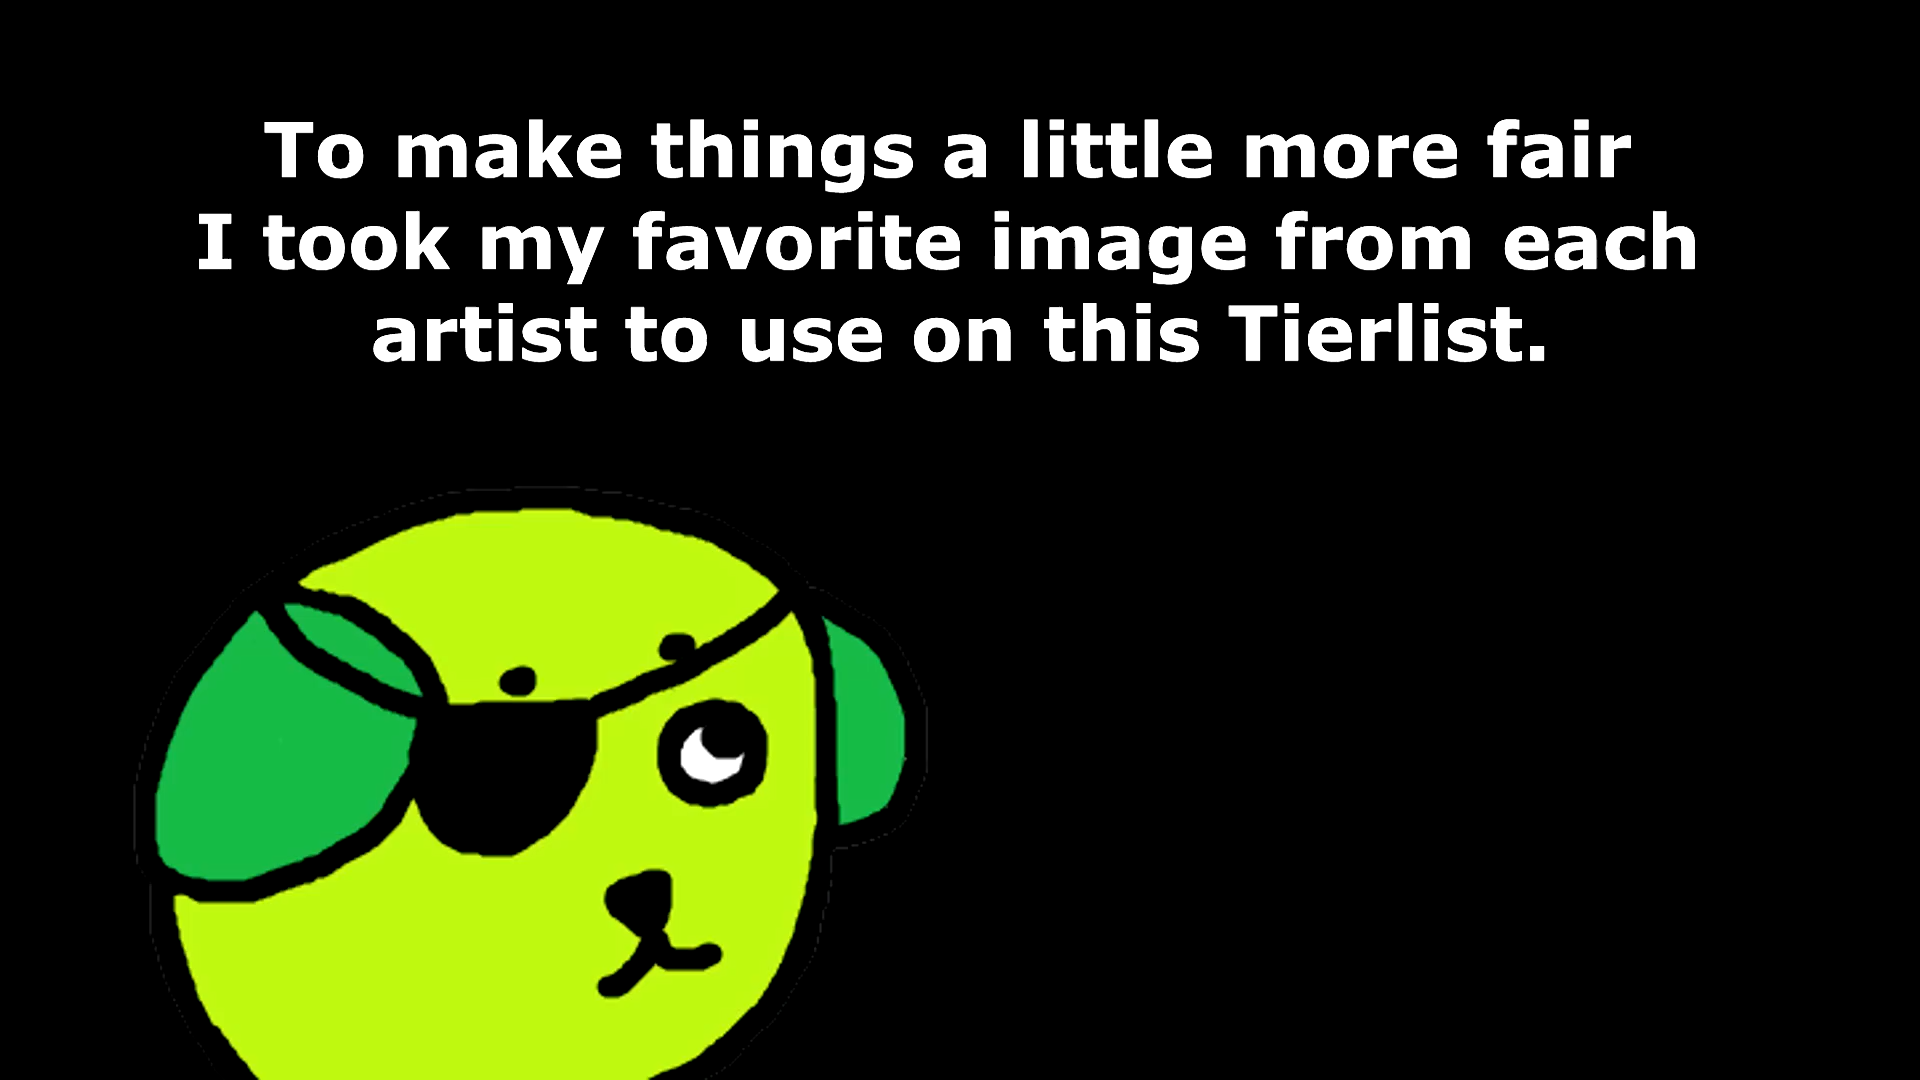 To make things a little more fair
I took my favorite image from each
artist to use on this Tierlist.